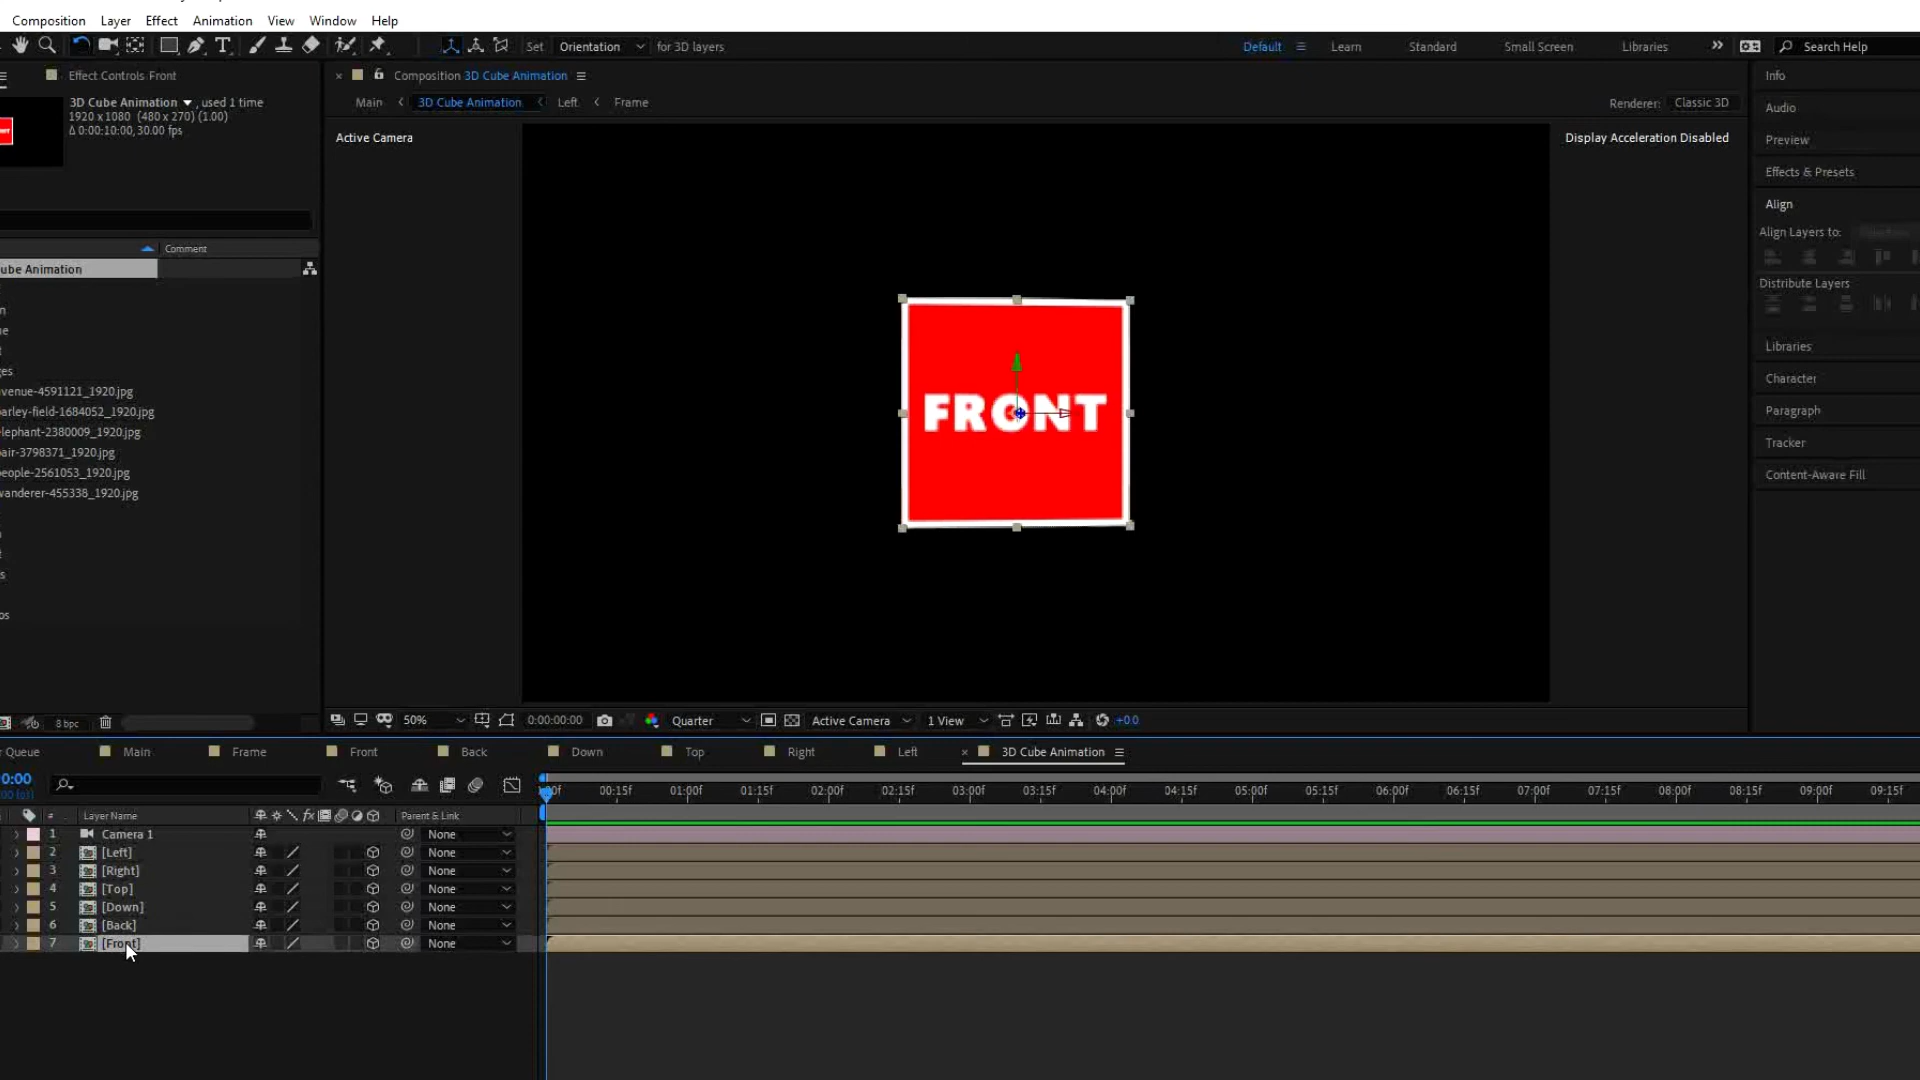 Composition Layer Effect Animation View Window Help
Set Orientation for 3D layers Default Learn Standard Small Screen Libraries Search Help
Effect Controls Front
Composition 3D Cube Animation
Info
3D Cube Animation , used 1 time
1920 x 1080 (480 x 270) (1.00)
Δ 0:00:10:00, 30.00 fps
Main 3D Cube Animation Left Frame
Renderer: Classic 3D
Audio
Active Camera
Display Acceleration Disabled
Preview
Effects & Presets
Align
Align Layers to:
Distribute Layers
Libraries
Character
Paragraph
Tracker
Content-Aware Fill
Comment
ube Animation
venue-4591121_1920.jpg
arley-field-1684052_1920.jpg
lephant-2380009_1920.jpg
air-3798371_1920.jpg
eople-2561053_1920.jpg
wanderer-455338_1920.jpg
FRONT
8 bpc
50% 0:00:00:00 Quarter Active Camera 1 View +0.0
Queue Main Frame Front Back Down Top Right Left 3D Cube Animation
0:00
00:15f 01:00f 01:15f 02:00f 02:15f 03:00f 03:15f 04:00f 04:15f 05:00f 05:15f 06:00f 06:15f 07:00f 07:15f 08:00f 08:15f 09:00f 09:15f
# Layer Name Parent & Link
1 Camera 1 None
2 [Left] None
3 [Right] None
4 [Top] None
5 [Down] None
6 [Back] None
7 [Front] None